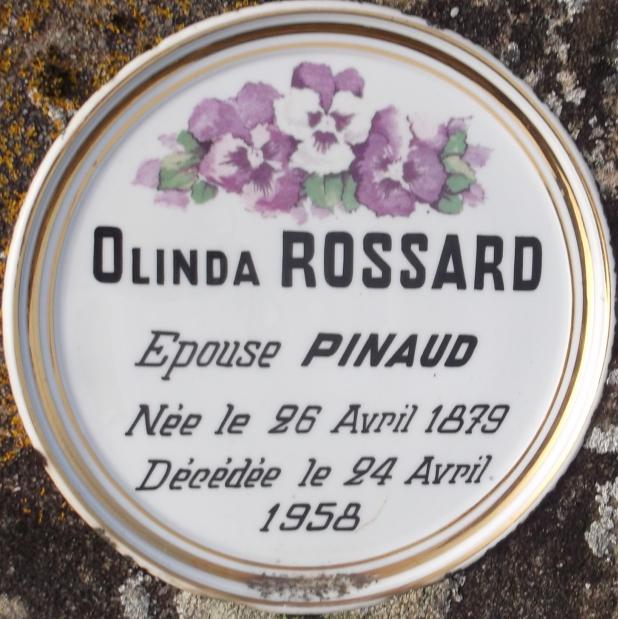 OLINDA ROSSARD
Epouse PINAUD
Née le 26 Avril 1879
Décédée le 24 Avril
1958